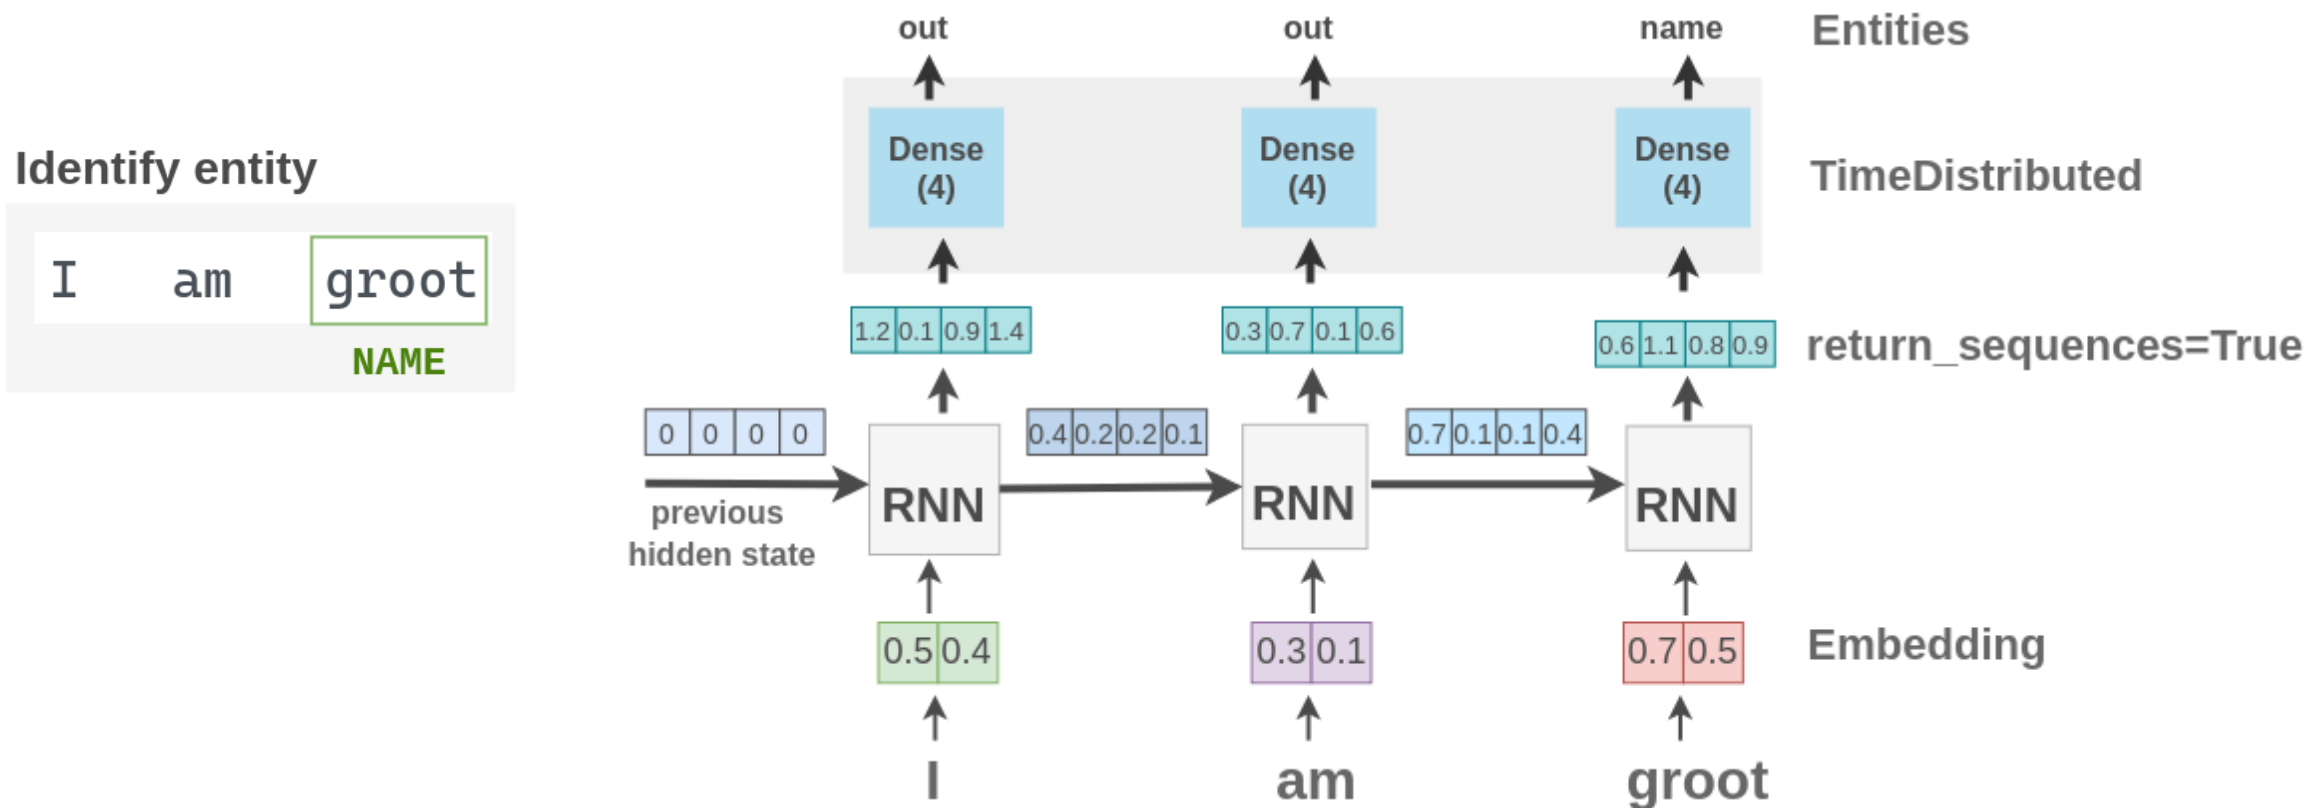 Identify entity
I am groot
NAME
out out name Entities
Dense (4) Dense (4) Dense (4) TimeDistributed
1.2 0.1 0.9 1.4 0.3 0.7 0.1 0.6 0.6 1.1 0.8 0.9 return_sequences=True
0 0 0 0 0.4 0.2 0.2 0.1 0.7 0.1 0.1 0.4
RNN RNN RNN
previous
hidden state
0.5 0.4 0.3 0.1 0.7 0.5 Embedding
I am groot